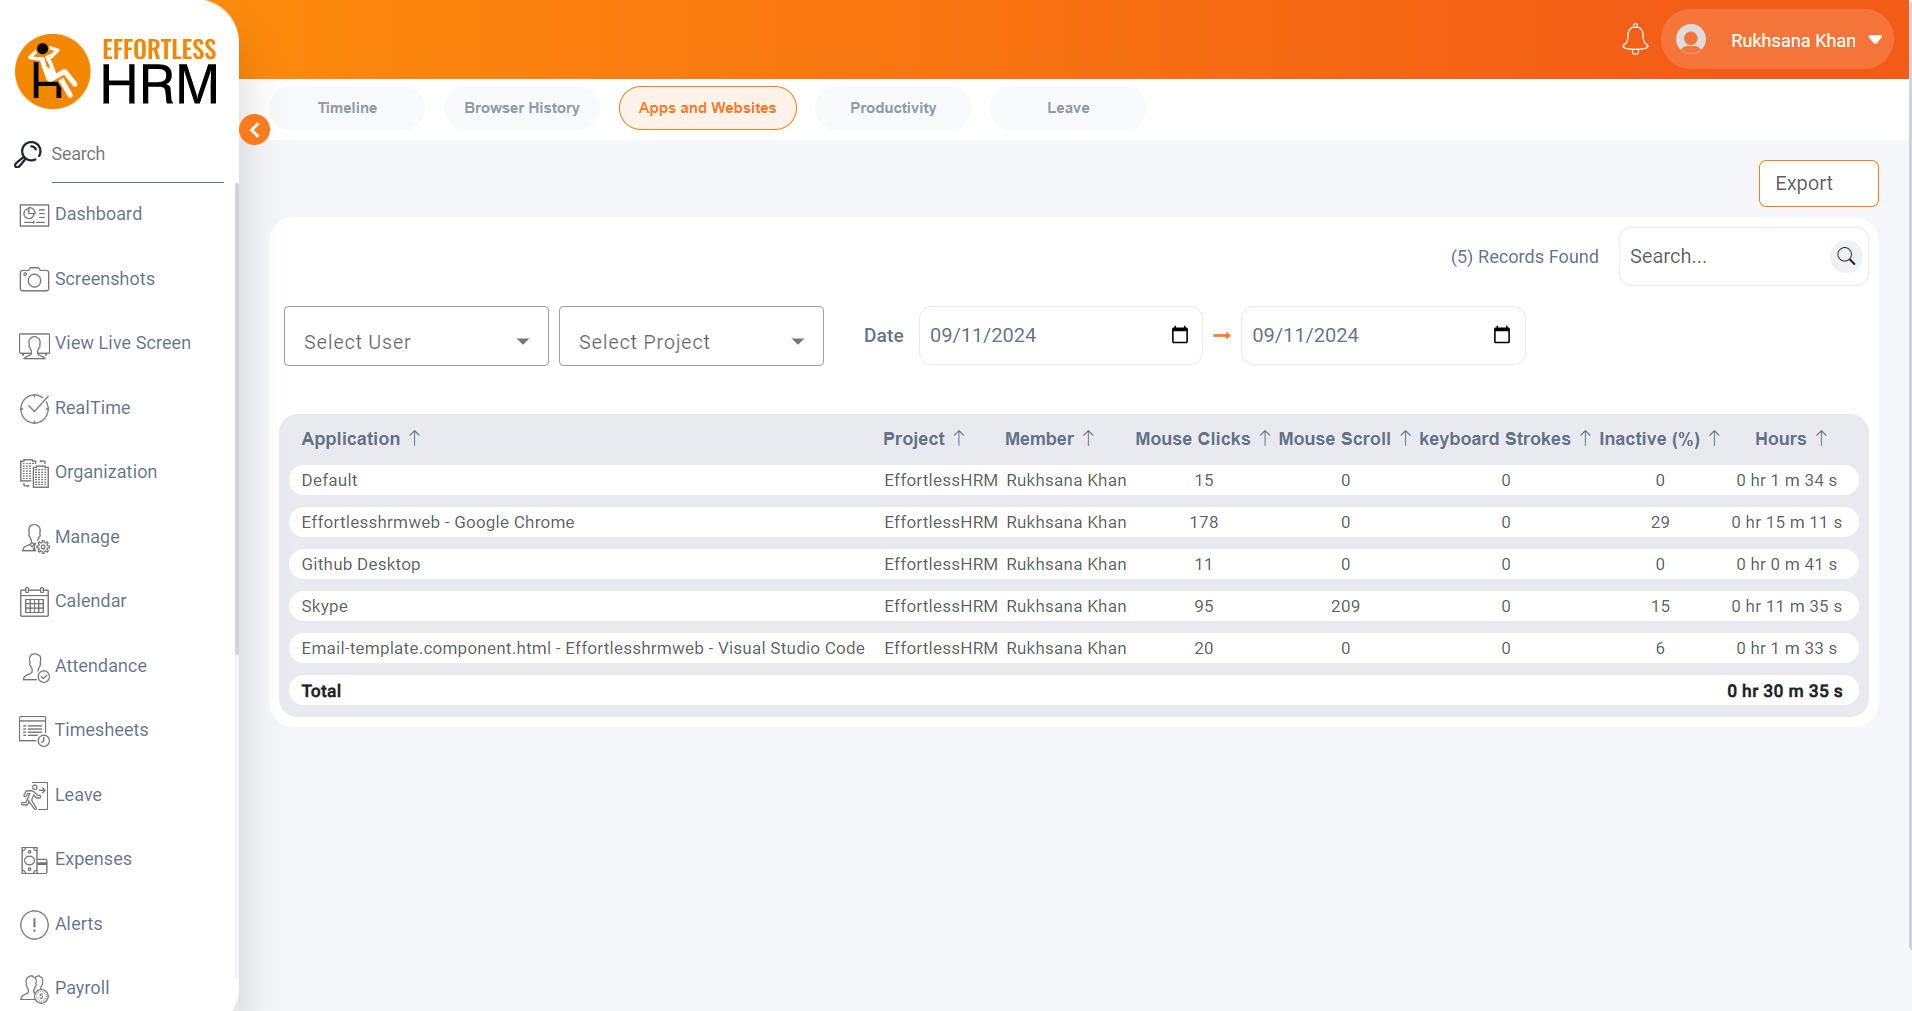 EFFORTLESS
HRM
Rukhsana Khan
Timeline
Browser History
Apps and Websites
Productivity
Leave
Search
Dashboard
Screenshots
View Live Screen
RealTime
Organization
Manage
Calendar
Attendance
Timesheets
Leave
Expenses
Alerts
Payroll
Export
(5) Records Found
Search...
Select User
Select Project
Date 09/11/2024 → 09/11/2024
Application ↑ Project ↑ Member ↑ Mouse Clicks ↑ Mouse Scroll ↑ keyboard Strokes ↑ Inactive (%) ↑ Hours ↑
Default EffortlessHRM Rukhsana Khan 15 0 0 0 0 hr 1 m 34 s
Effortlesshrmweb - Google Chrome EffortlessHRM Rukhsana Khan 178 0 0 29 0 hr 15 m 11 s
Github Desktop EffortlessHRM Rukhsana Khan 11 0 0 0 0 hr 0 m 41 s
Skype EffortlessHRM Rukhsana Khan 95 209 0 15 0 hr 11 m 35 s
Email-template.component.html - Effortlesshrmweb - Visual Studio Code EffortlessHRM Rukhsana Khan 20 0 0 6 0 hr 1 m 33 s
Total 0 hr 30 m 35 s